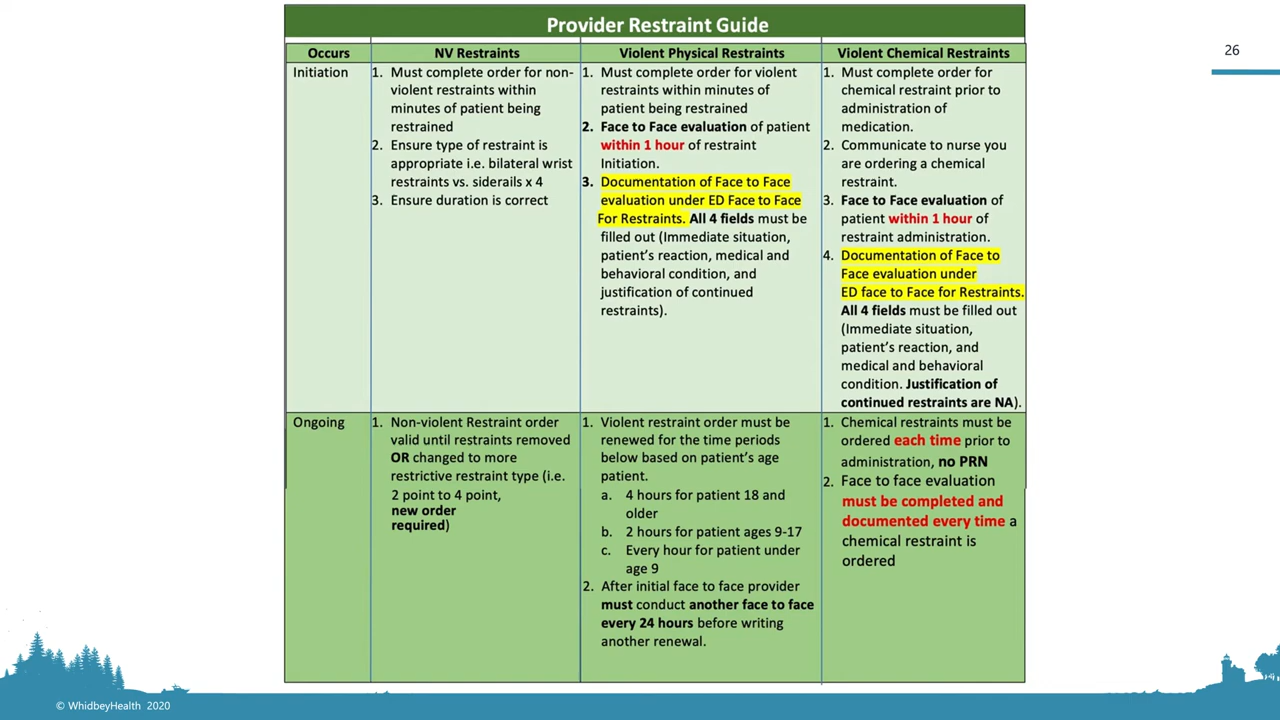 Provider Restraint Guide
26
Occurs
NV Restraints
Violent Physical Restraints
Violent Chemical Restraints
Initiation
1. Must complete order for non-
violent restraints within
minutes of patient being
restrained
2. Ensure type of restraint is
appropriate i.e. bilateral wrist
restraints vs. siderails x 4
3. Ensure duration is correct
1. Must complete order for violent
restraints within minutes of
patient being restrained
2. Face to Face evaluation of patient
within 1 hour of restraint
Initiation.
3. Documentation of Face to Face
evaluation under ED Face to Face
For Restraints. All 4 fields must be
filled out (Immediate situation,
patient's reaction, medical and
behavioral condition, and
justification of continued
restraints).
1. Must complete order for
chemical restraint prior to
administration of
medication.
2. Communicate to nurse you
are ordering a chemical
restraint.
3. Face to Face evaluation of
patient within 1 hour of
restraint administration.
4. Documentation of Face to
Face evaluation under
ED face to Face for Restraints.
All 4 fields must be filled out
(Immediate situation,
patient's reaction, and
medical and behavioral
condition. Justification of
continued restraints are NA).
Ongoing
1. Non-violent Restraint order
valid until restraints removed
OR changed to more
restrictive restraint type (i.e.
2 point to 4 point,
new order
required)
1. Violent restraint order must be
renewed for the time periods
below based on patient's age
patient.
a. 4 hours for patient 18 and
older
b. 2 hours for patient ages 9-17
c. Every hour for patient under
age 9
2. After initial face to face provider
must conduct another face to face
every 24 hours before writing
another renewal.
1. Chemical restraints must be
ordered each time prior to
administration, no PRN
2. Face to face evaluation
must be completed and
documented every time a
chemical restraint is
ordered
© WhidbeyHealth 2020